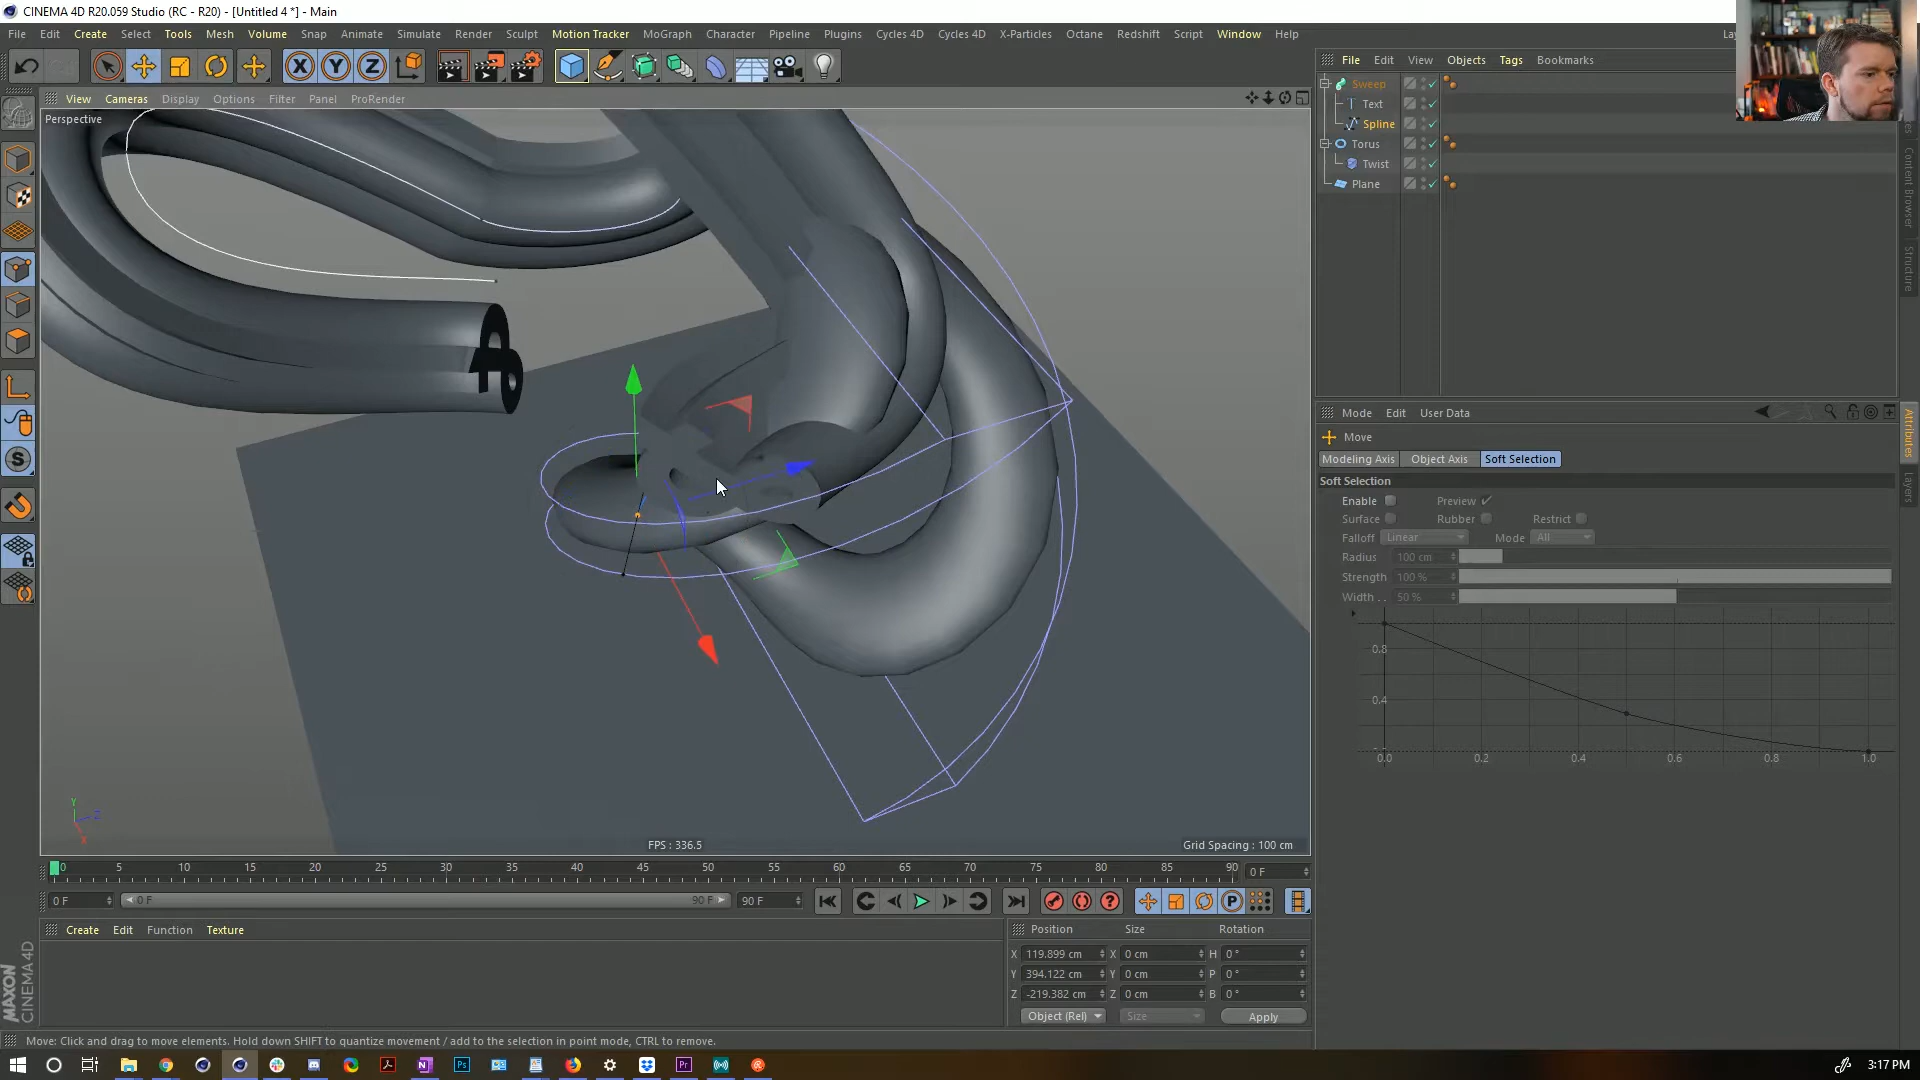 CINEMA 4D R20.059 Studio (RC - R20) - [Untitled 4 *] - Main
File Edit Create Select Tools Mesh Volume Snap Animate Simulate Render Sculpt Motion Tracker MoGraph Character Pipeline Plugins Cycles 4D Cycles 4D X-Particles Octane Redshift Script Window Help
X Y Z
File Edit View Objects Tags Bookmarks
View Cameras Display Options Filter Panel ProRender
Perspective
Sweep
Text
Spline
Torus
Twist
Plane
Content Browser
Structure
Mode Edit User Data
Move
Modeling Axis Object Axis Soft Selection
Soft Selection
Enable Preview
Surface Rubber Restrict
Falloff Linear Mode All
Radius 100 cm
Strength 100 %
Width . . 50 %
0.8
0.4
0.0 0.2 0.4 0.6 0.8 1.0
Attributes
Layers
FPS : 336.5
Grid Spacing : 100 cm
0 5 10 15 20 25 30 35 40 45 50 55 60 65 70 75 80 85 90 0 F
0 F 0 F 90 F 90 F
Create Edit Function Texture
Position Size Rotation
X 119.899 cm X 0 cm H 0 °
Y 394.122 cm Y 0 cm P 0 °
Z -219.382 cm Z 0 cm B 0 °
Object (Rel) Size Apply
MAXON
CINEMA 4D
Move: Click and drag to move elements. Hold down SHIFT to quantize movement / add to the selection in point mode, CTRL to remove.
3:17 PM